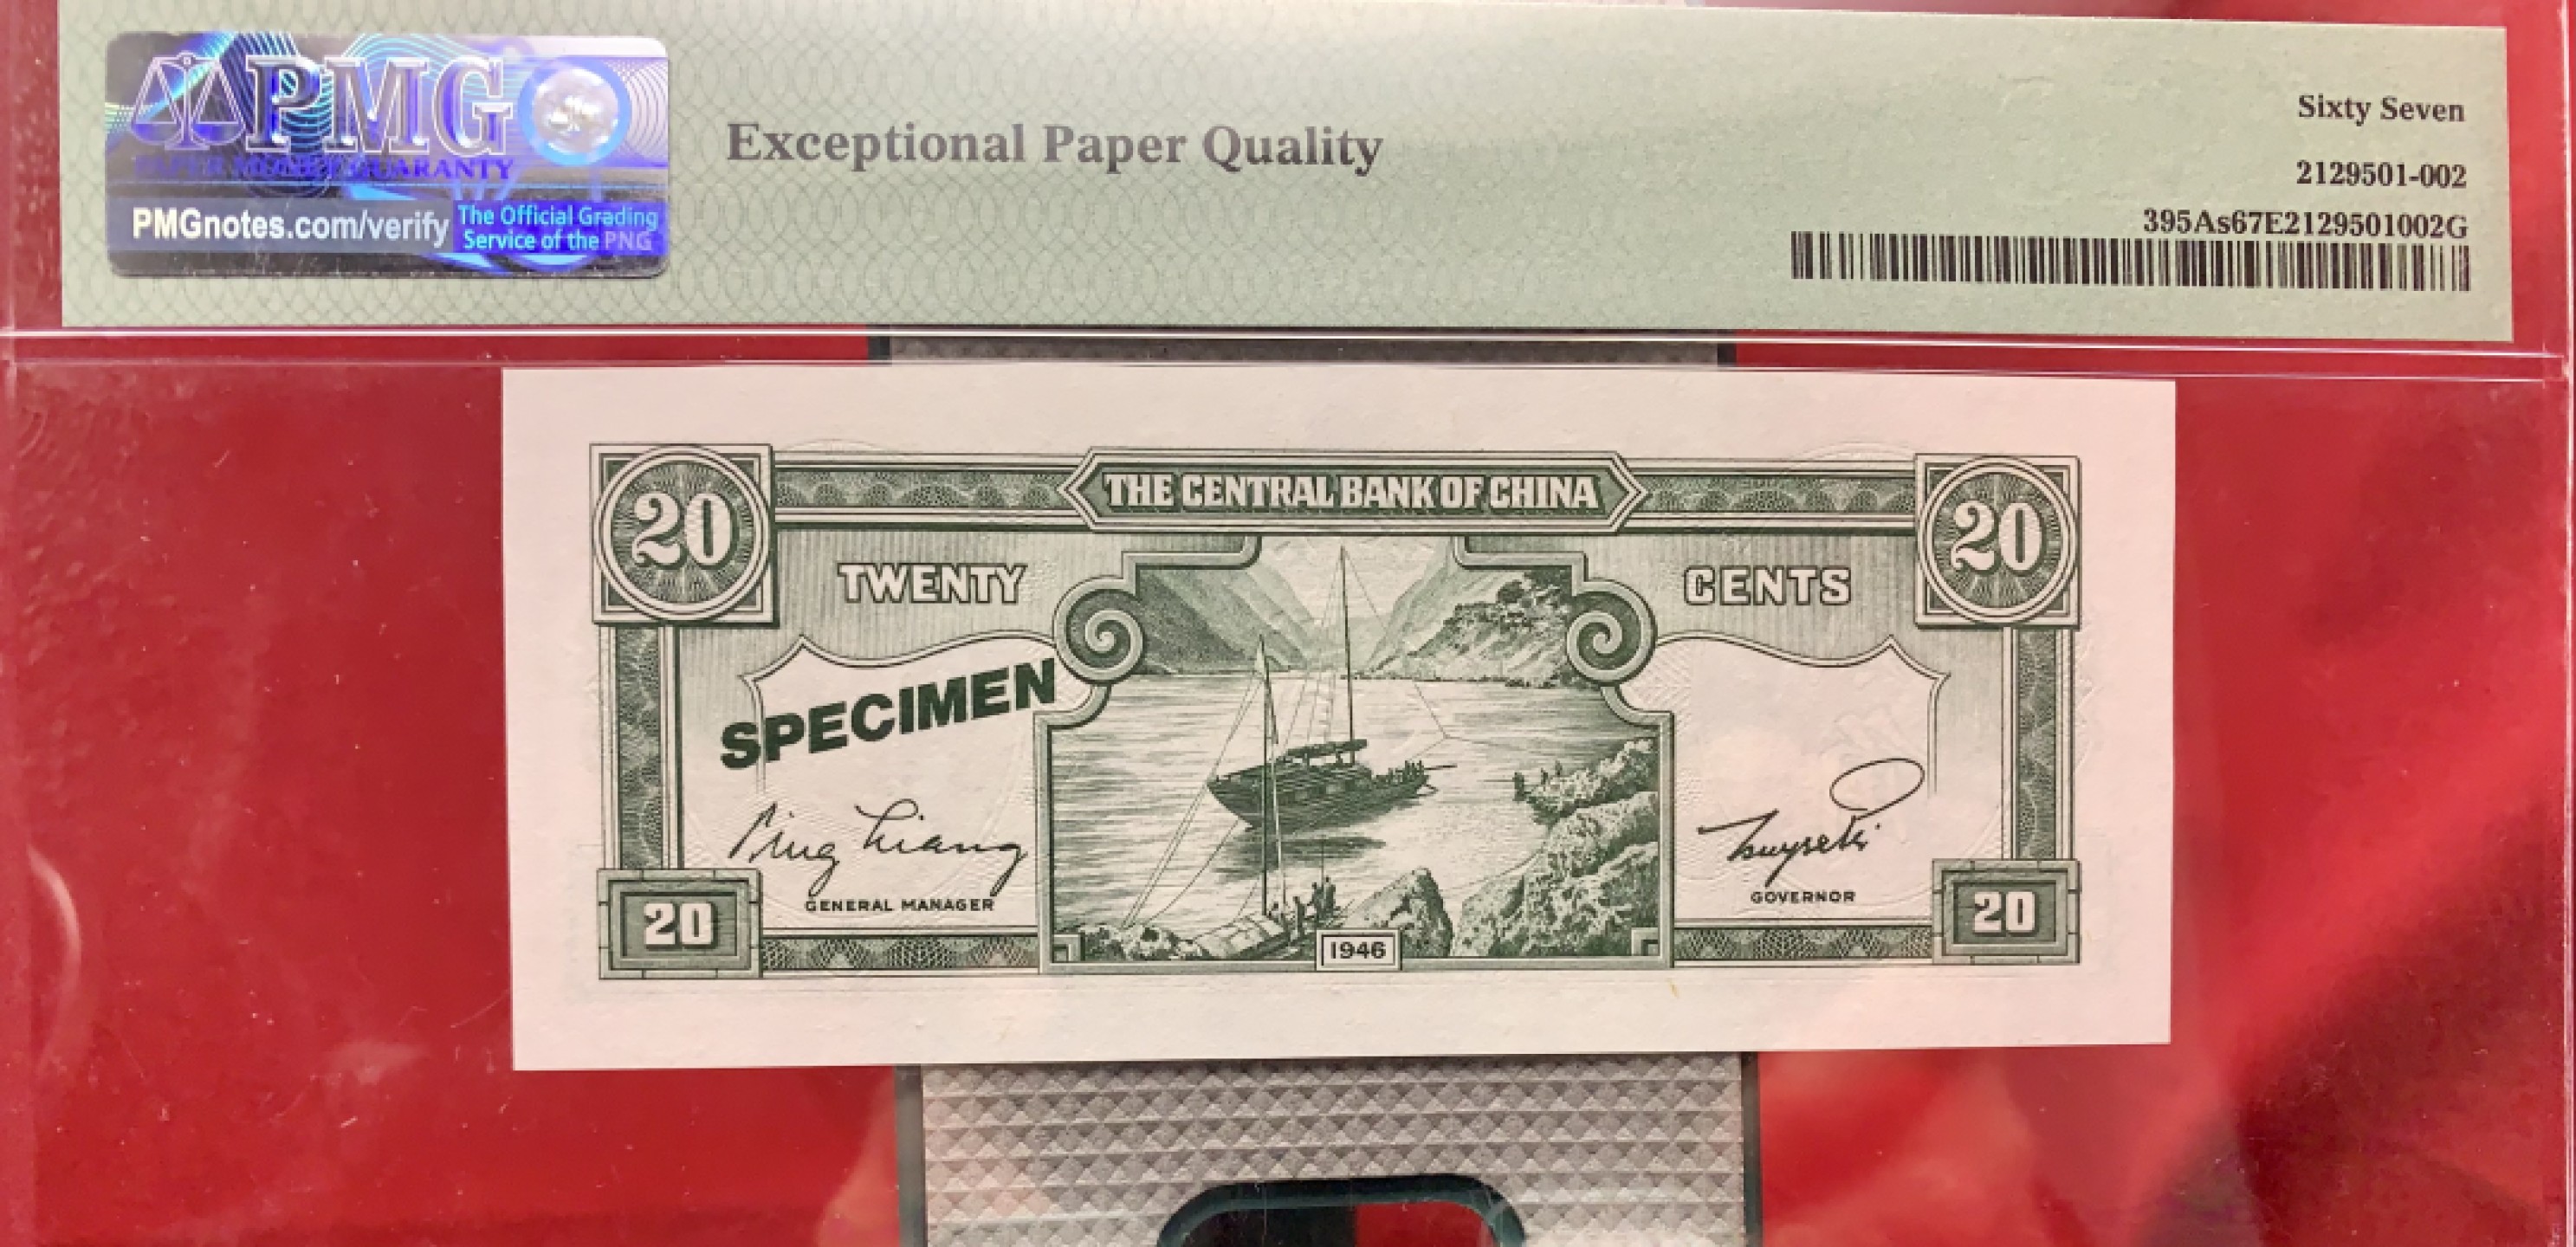 PMG
PAPER MONEY GUARANTY
PMGnotes.com/verify
The Official Grading
Service of the PNG
Exceptional Paper Quality
Sixty Seven
2129501-002
395As67E2129501002G
20
THE CENTRAL BANK OF CHINA
20
TWENTY
CENTS
SPECIMEN
Ping Liang
GENERAL MANAGER
GOVERNOR
20
1946
20